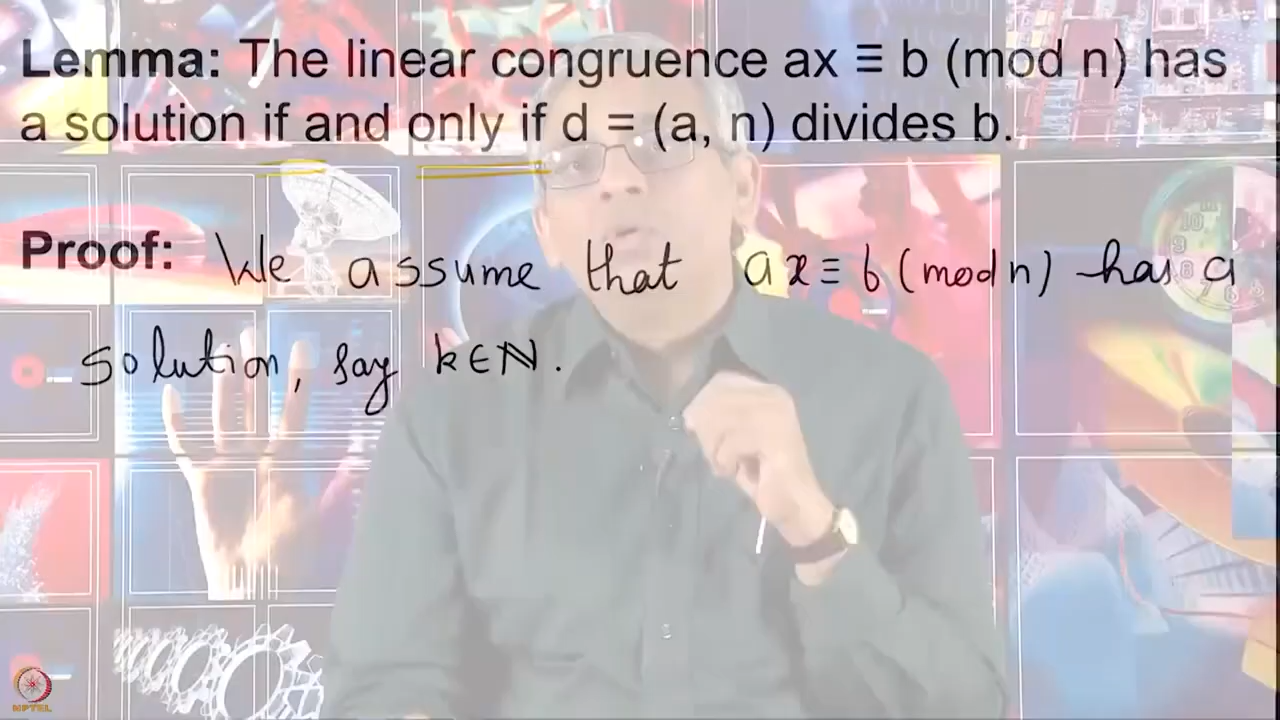 Lemma: The linear congruence ax ≡ b (mod n) has
a solution if and only if d = (a, n) divides b.
Proof: We assume that ax ≡ b (mod n) has a
solution, say k∈ℕ.
NPTEL